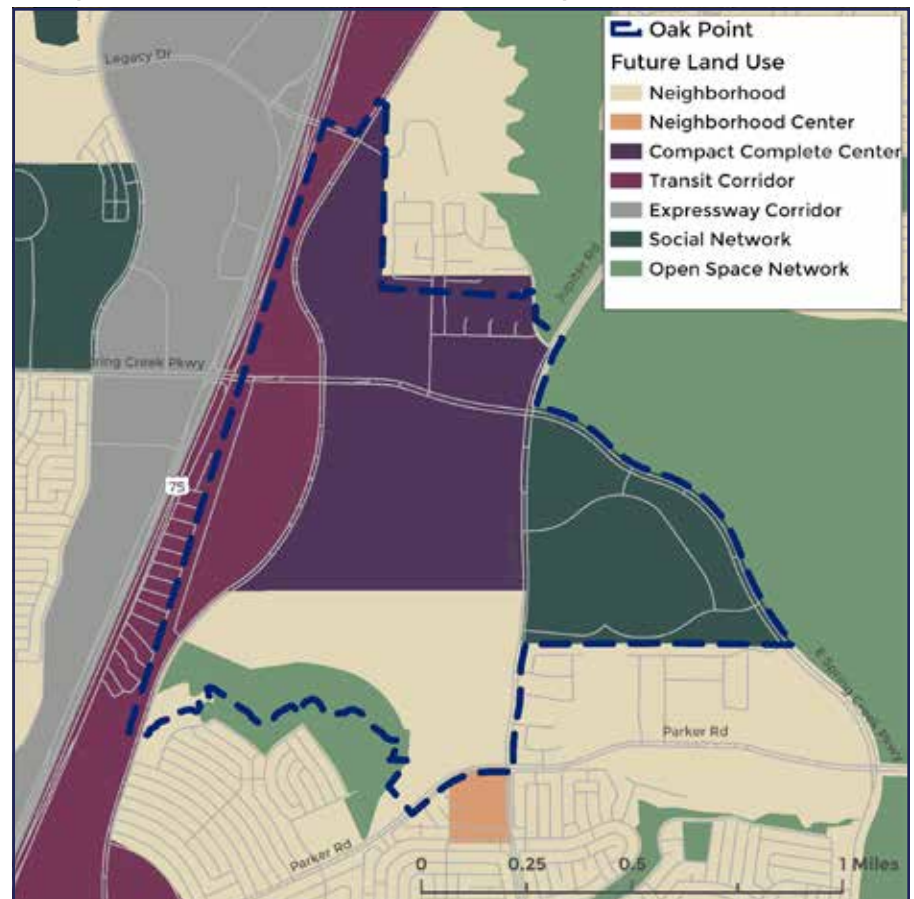 Oak Point
Future Land Use
Neighborhood
Neighborhood Center
Compact Complete Center
Transit Corridor
Expressway Corridor
Social Network
Open Space Network
Legacy Dr
Jupiter Rd
ring Creek Pkwy
75
E Spring Creek Pkwy
Parker Rd
Parker Rd
0 0.25 0.5 1 Miles